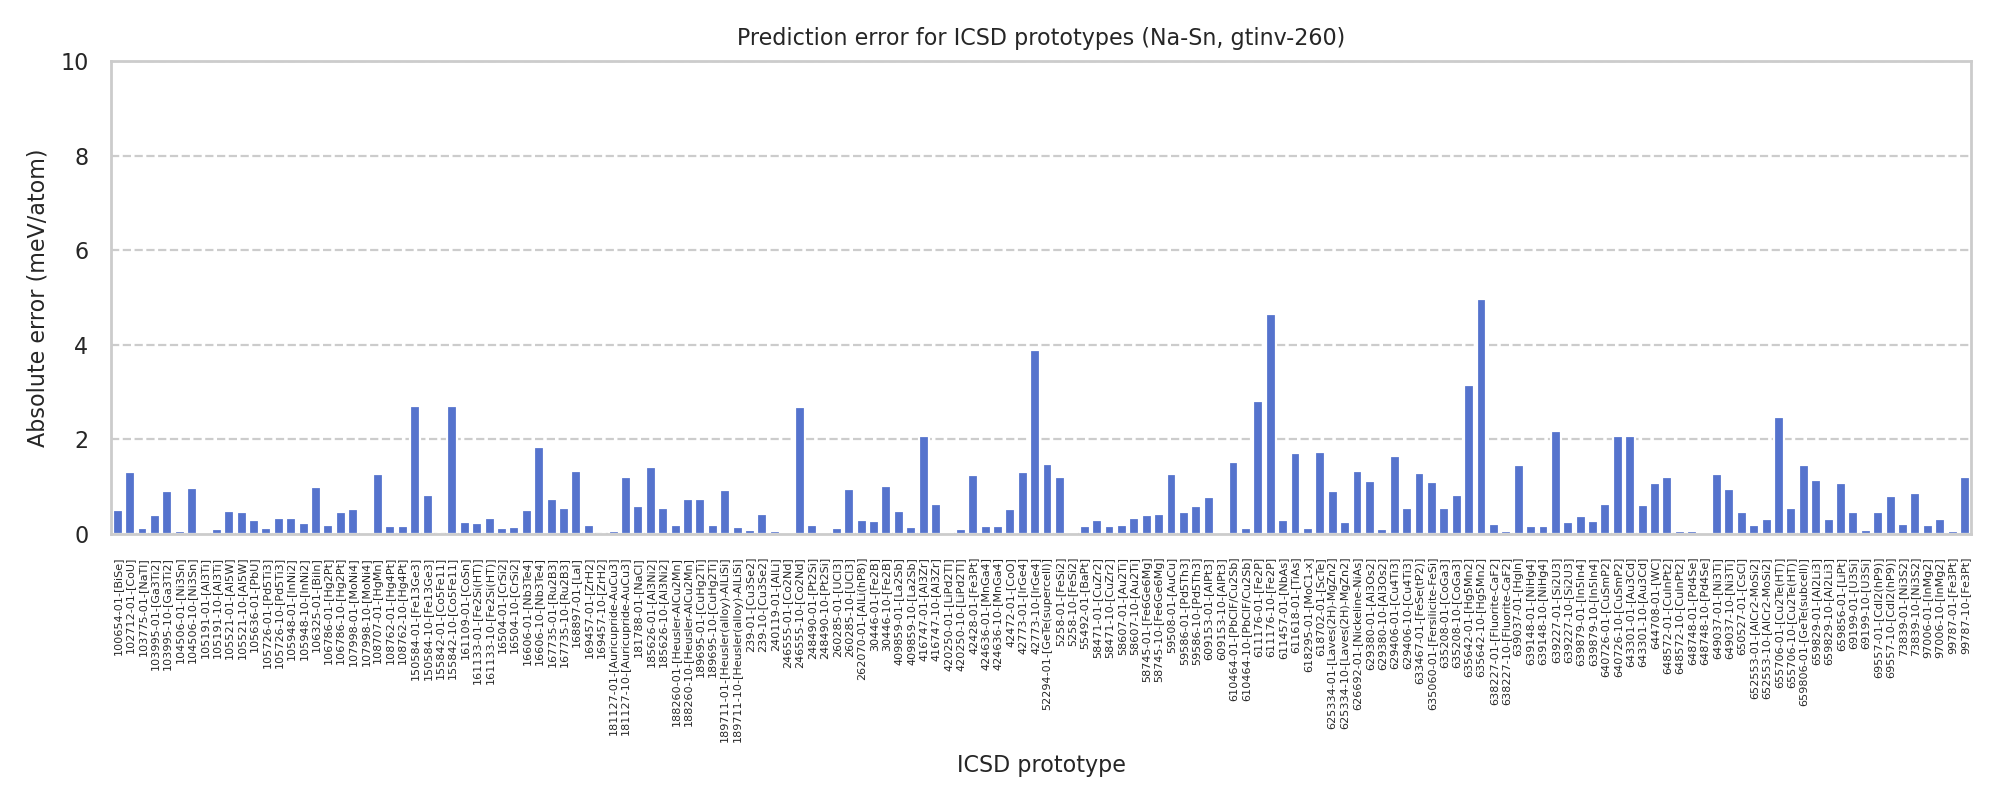 Prediction error for ICSD prototypes (Na-Sn, gtinv-260)
Absolute error (meV/atom)
10
8
6
4
2
0
100654-01-[BiSe]
102712-01-[CoU]
103775-01-[NaTl]
103995-01-[Ga3Ti2]
103995-10-[Ga3Ti2]
104506-01-[Ni3Sn]
104506-10-[Ni3Sn]
105191-01-[Al3Ti]
105191-10-[Al3Ti]
105521-01-[Al5W]
105521-10-[Al5W]
105636-01-[PbU]
105726-01-[Pd5Ti3]
105726-10-[Pd5Ti3]
105948-01-[InNi2]
105948-10-[InNi2]
106325-01-[BiIn]
106786-01-[Hg2Pt]
106786-10-[Hg2Pt]
107998-01-[MoNi4]
107998-10-[MoNi4]
108707-01-[HgMn]
108762-01-[Hg4Pt]
108762-10-[Hg4Pt]
150584-01-[Fe13Ge3]
150584-10-[Fe13Ge3]
155842-01-[Co5Fe11]
155842-10-[Co5Fe11]
161109-01-[CoSn]
161133-01-[Fe2Si(HT)]
161133-10-[Fe2Si(HT)]
16504-01-[CrSi2]
16504-10-[CrSi2]
16606-01-[Nb3Te4]
16606-10-[Nb3Te4]
167735-01-[Ru2B3]
167735-10-[Ru2B3]
168897-01-[LaI]
169457-01-[ZrH2]
169457-10-[ZrH2]
181127-01-[Auricupride-AuCu3]
181127-10-[Auricupride-AuCu3]
181788-01-[NaCl]
185626-01-[Al3Ni2]
185626-10-[Al3Ni2]
188260-01-[Heusler-AlCu2Mn]
188260-10-[Heusler-AlCu2Mn]
189695-01-[CuHg2Ti]
189695-10-[CuHg2Ti]
189711-01-[Heusler(alloy)-AlLiSi]
189711-10-[Heusler(alloy)-AlLiSi]
239-01-[Cu3Se2]
239-10-[Cu3Se2]
240119-01-[AlLi]
246555-01-[Co2Nd]
246555-10-[Co2Nd]
248490-01-[Pt2Si]
248490-10-[Pt2Si]
260285-01-[UCl3]
260285-10-[UCl3]
262070-01-[AlLi(hP8)]
30446-01-[Fe2B]
30446-10-[Fe2B]
409859-01-[La2Sb]
409859-10-[La2Sb]
416747-01-[Al3Zr]
416747-10-[Al3Zr]
420250-01-[LiPd2Tl]
420250-10-[LiPd2Tl]
42428-01-[Fe3Pt]
424636-01-[MnGa4]
424636-10-[MnGa4]
42472-01-[CoO]
42773-01-[IrGe4]
42773-10-[IrGe4]
52294-01-[GeTe(supercell)]
5258-01-[FeSi2]
5258-10-[FeSi2]
55492-01-[BaPt]
58471-01-[CuZr2]
58471-10-[CuZr2]
58607-01-[Au2Ti]
58607-10-[Au2Ti]
58745-01-[Fe6Ge6Mg]
58745-10-[Fe6Ge6Mg]
59508-01-[AuCu]
59586-01-[Pd5Th3]
59586-10-[Pd5Th3]
609153-01-[AlPt3]
609153-10-[AlPt3]
610464-01-[PbClF/Cu2Sb]
610464-10-[PbClF/Cu2Sb]
611176-01-[Fe2P]
611176-10-[Fe2P]
611457-01-[NbAs]
611618-01-[TiAs]
618295-01-[MoC1-x]
618702-01-[ScTe]
625334-01-[Laves(2H)-MgZn2]
625334-10-[Laves(2H)-MgZn2]
626692-01-[Nickeline-NiAs]
629380-01-[Al3Os2]
629380-10-[Al3Os2]
629406-01-[Cu4Ti3]
629406-10-[Cu4Ti3]
633467-01-[FeSe(tP2)]
635060-01-[Fersilicite-FeSi]
635208-01-[CoGa3]
635208-10-[CoGa3]
635642-01-[Hg5Mn2]
635642-10-[Hg5Mn2]
638227-01-[Fluorite-CaF2]
638227-10-[Fluorite-CaF2]
639037-01-[HgIn]
639148-01-[NiHg4]
639148-10-[NiHg4]
639227-01-[Si2U3]
639227-10-[Si2U3]
639879-01-[In5In4]
639879-10-[In5In4]
640726-01-[CuSmP2]
640726-10-[CuSmP2]
643301-01-[Au3Cd]
643301-10-[Au3Cd]
644708-01-[WC]
648572-01-[CuInPt2]
648572-10-[CuInPt2]
648748-01-[Pd4Se]
648748-10-[Pd4Se]
649037-01-[Ni3Ti]
649037-10-[Ni3Ti]
650527-01-[CsCl]
652553-01-[AlCr2-MoSi2]
652553-10-[AlCr2-MoSi2]
655706-01-[Cu2Te(HT)]
655706-10-[Cu2Te(HT)]
659806-01-[GeTe(subcell)]
659829-01-[Al2Li3]
659829-10-[Al2Li3]
659856-01-[LiPt]
69199-01-[U3Si]
69199-10-[U3Si]
69557-01-[CdI2(hP9)]
69557-10-[CdI2(hP9)]
73839-01-[Ni3S2]
73839-10-[Ni3S2]
97006-01-[InMg2]
97006-10-[InMg2]
99787-01-[Fe3Pt]
99787-10-[Fe3Pt]
ICSD prototype